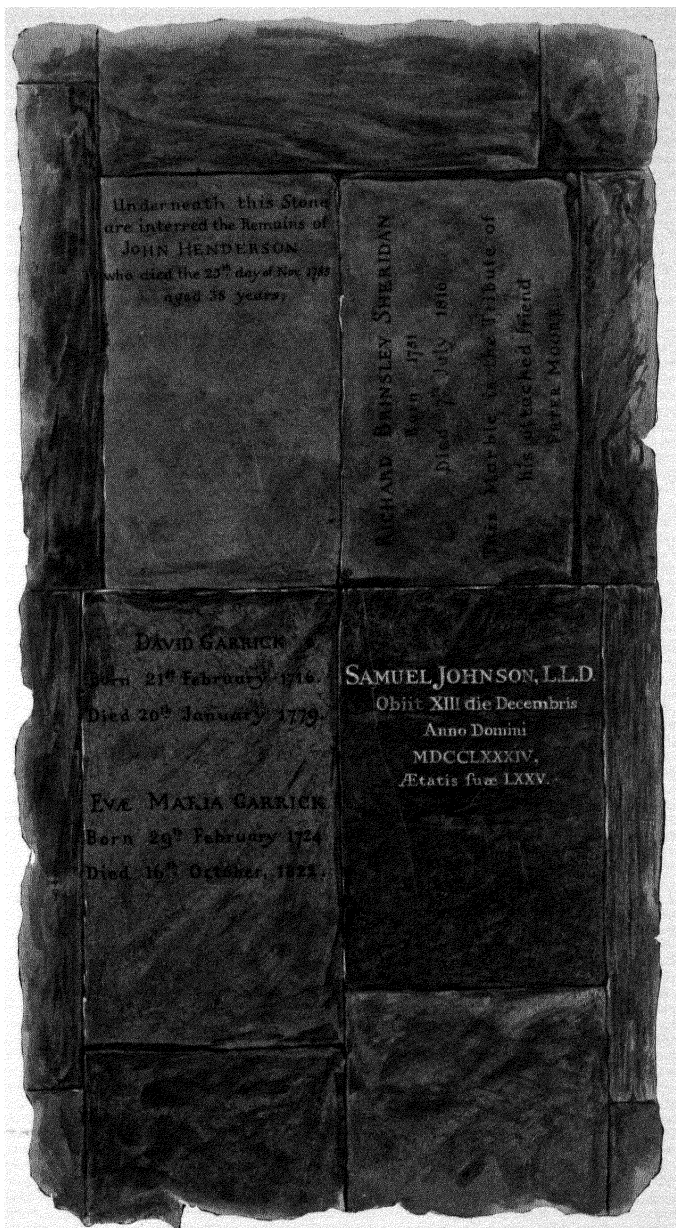 Underneath this Stone
are interred the Remains of
JOHN HENDERSON
who died the 25th day of Nov. 1785
aged 38 years,
RICHARD BRINSLEY SHERIDAN
Born 1751
Died 7th July 1816
This Marble is the Tribute of
his attached friend
PETER MOORE.
DAVID GARRICK
Born 21st February 1716.
Died 20th January 1779.
EVÆ MARIA GARRICK
Born 29th February 1724
Died 16th October, 1822.
SAMUEL JOHNSON, L.L.D.
Obiit XIII die Decembris
Anno Domini
MDCCLXXXIV.
Ætatis ſuæ LXXV.